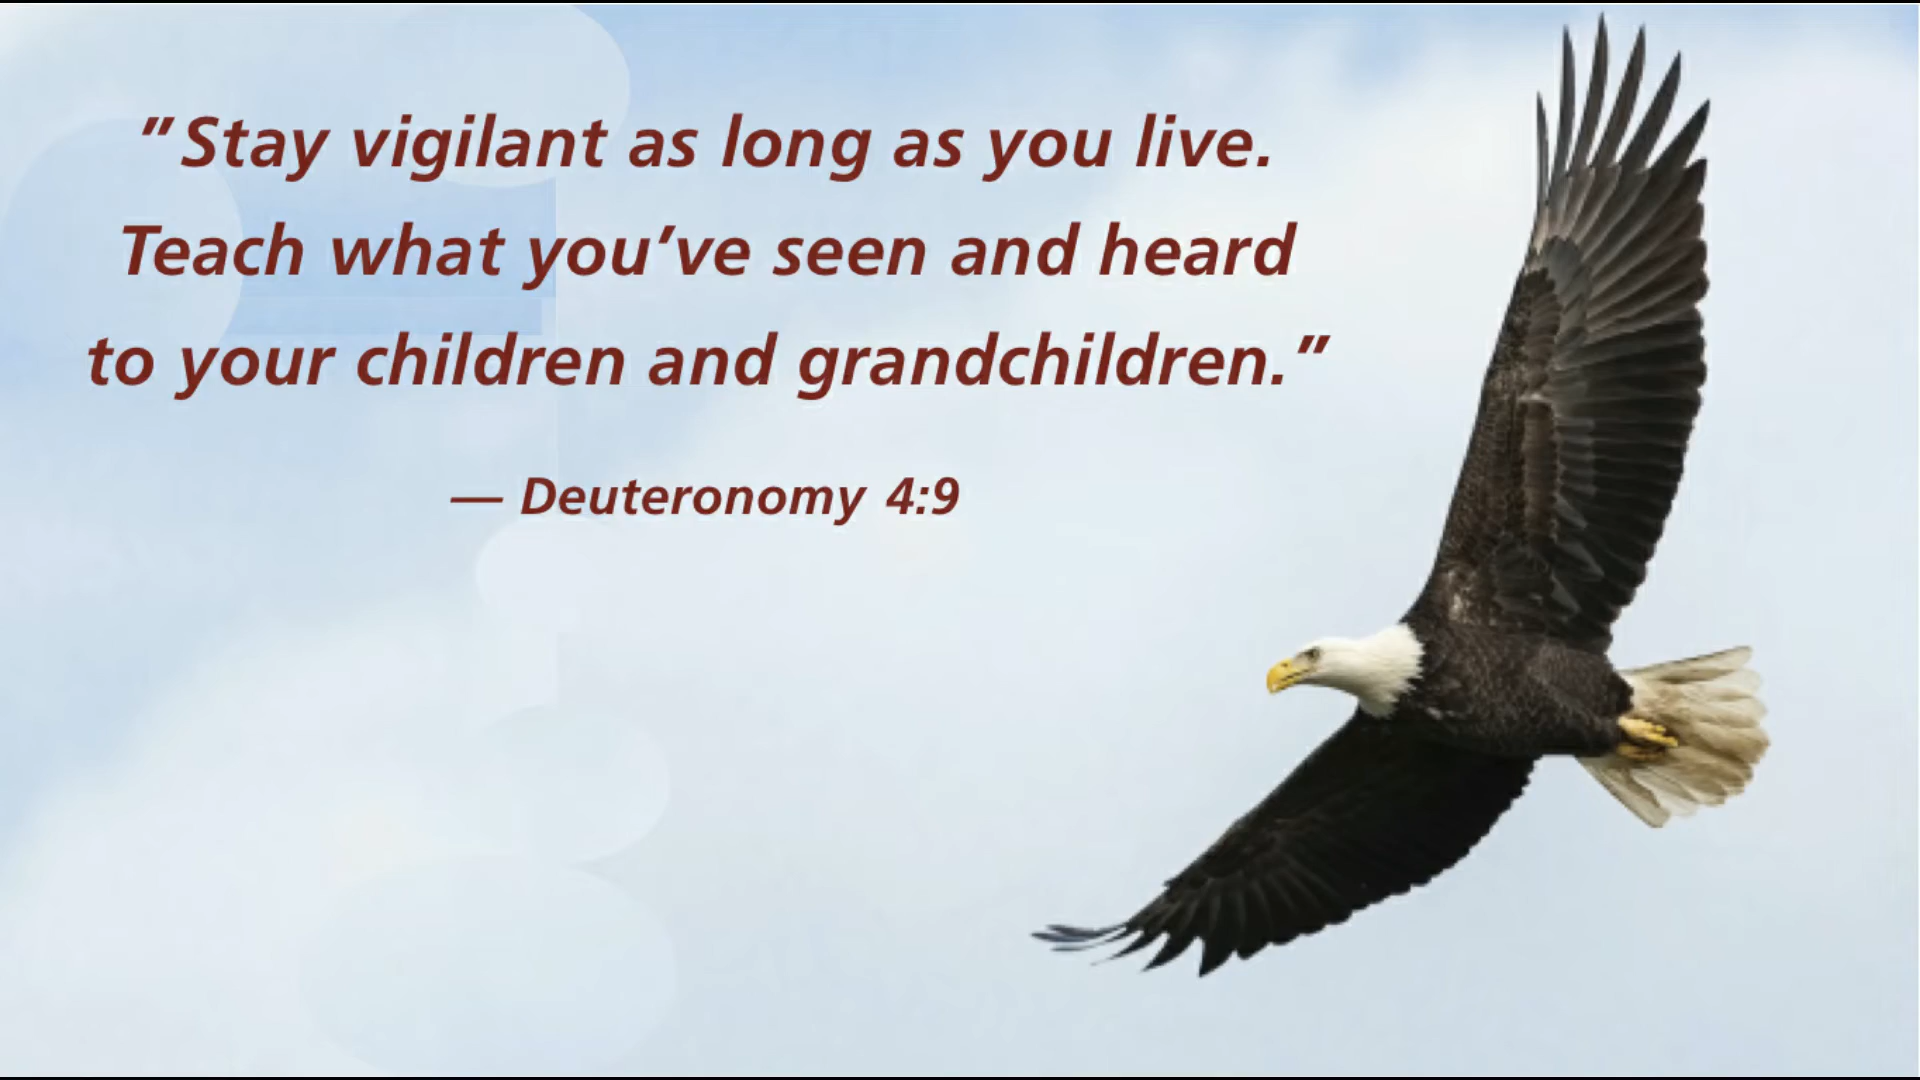 "Stay vigilant as long as you live.
Teach what you’ve seen and heard
to your children and grandchildren.”
— Deuteronomy 4:9